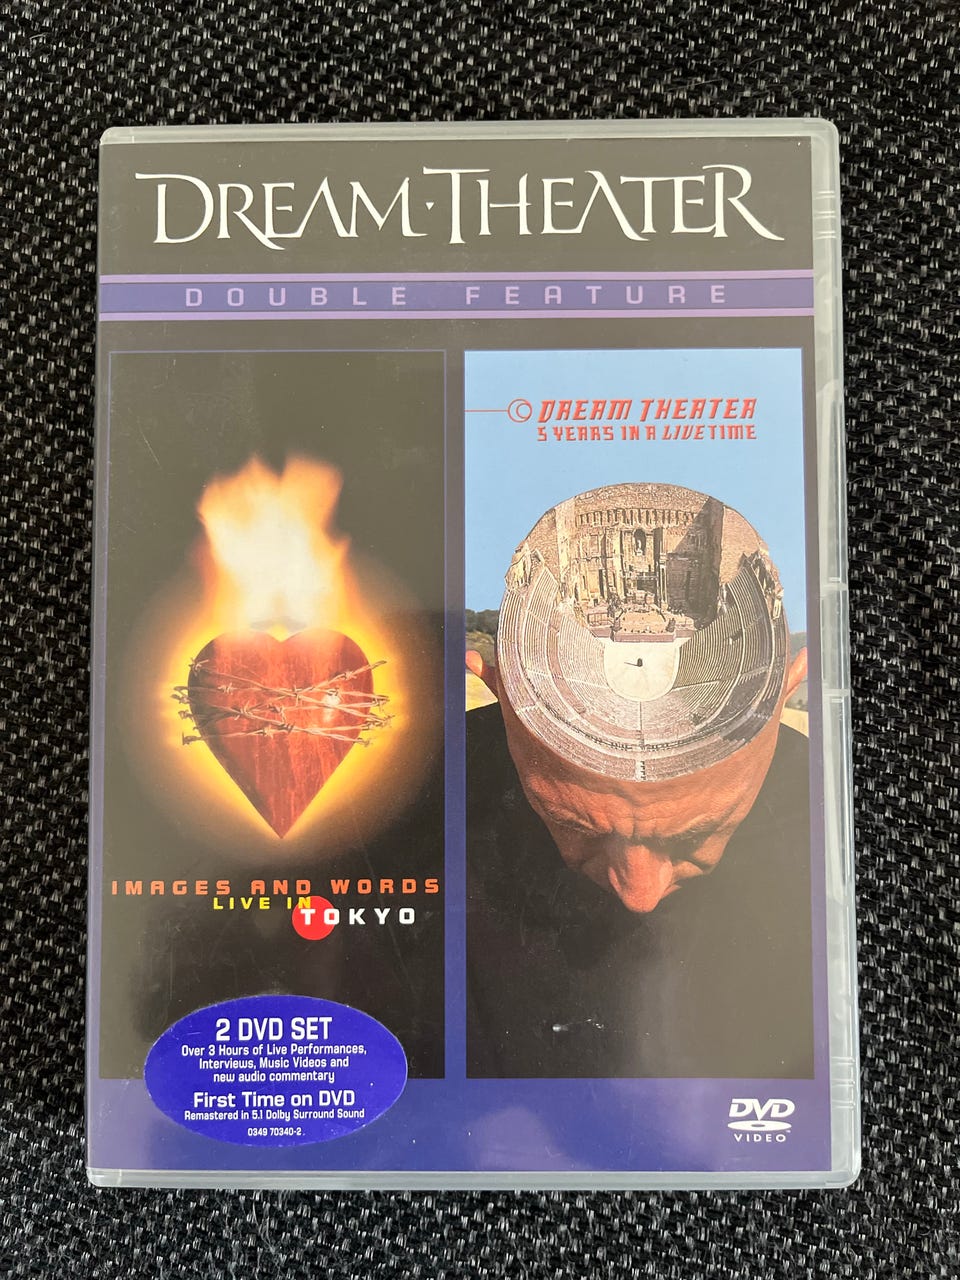 DREAM·THEATER
DOUBLE FEATURE
DREAM THEATER
5 YEARS IN A LIVETIME
IMAGES AND WORDS
LIVE IN
TOKYO
2 DVD SET
Over 3 Hours of Live Performances,
Interviews, Music Videos and
new audio commentary
First Time on DVD
Remastered in 5.1 Dolby Surround Sound
0349 70340-2
DVD
VIDEO™